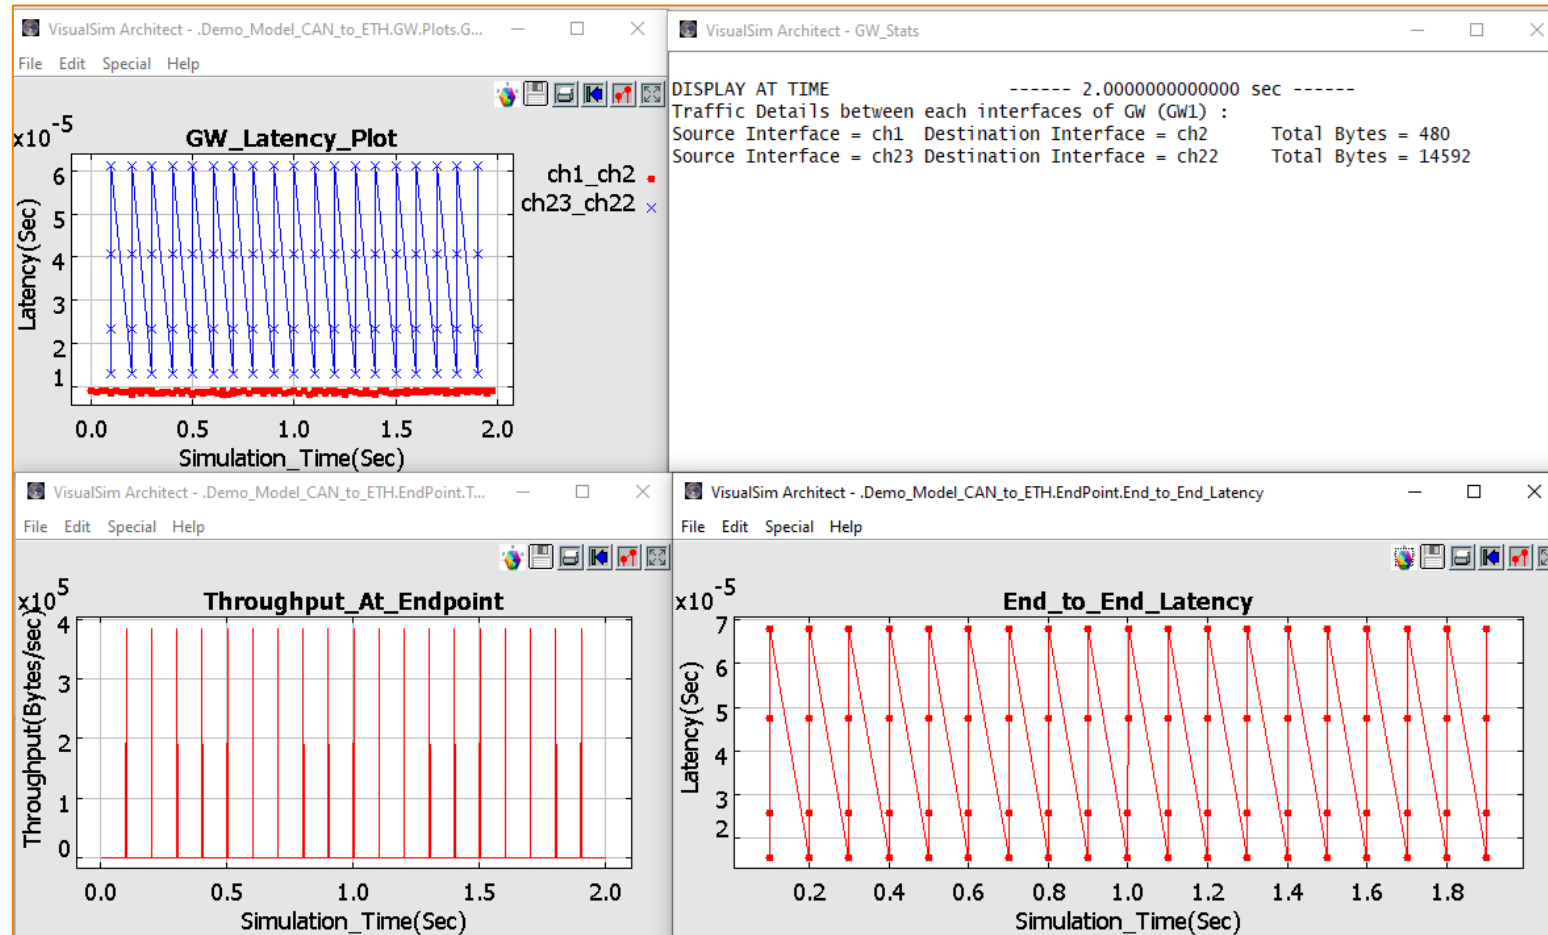 VisualSim Architect - .Demo_Model_CAN_to_ETH.GW.Plots.G...
File Edit Special Help
x10^-5
GW_Latency_Plot
ch1_ch2
ch23_ch22
6
5
4
3
2
1
Latency(Sec)
0.0 0.5 1.0 1.5 2.0
Simulation_Time(Sec)
VisualSim Architect - GW_Stats
DISPLAY AT TIME ------ 2.0000000000000 sec ------
Traffic Details between each interfaces of GW (GW1) :
Source Interface = ch1 Destination Interface = ch2 Total Bytes = 480
Source Interface = ch23 Destination Interface = ch22 Total Bytes = 14592
VisualSim Architect - .Demo_Model_CAN_to_ETH.EndPoint.T...
File Edit Special Help
x10^5
Throughput_At_Endpoint
4
3
2
1
0
Throughput(Bytes/sec)
0.0 0.5 1.0 1.5 2.0
Simulation_Time(Sec)
VisualSim Architect - .Demo_Model_CAN_to_ETH.EndPoint.End_to_End_Latency
File Edit Special Help
x10^-5
End_to_End_Latency
7
6
5
4
3
2
Latency(Sec)
0.2 0.4 0.6 0.8 1.0 1.2 1.4 1.6 1.8
Simulation_Time(Sec)